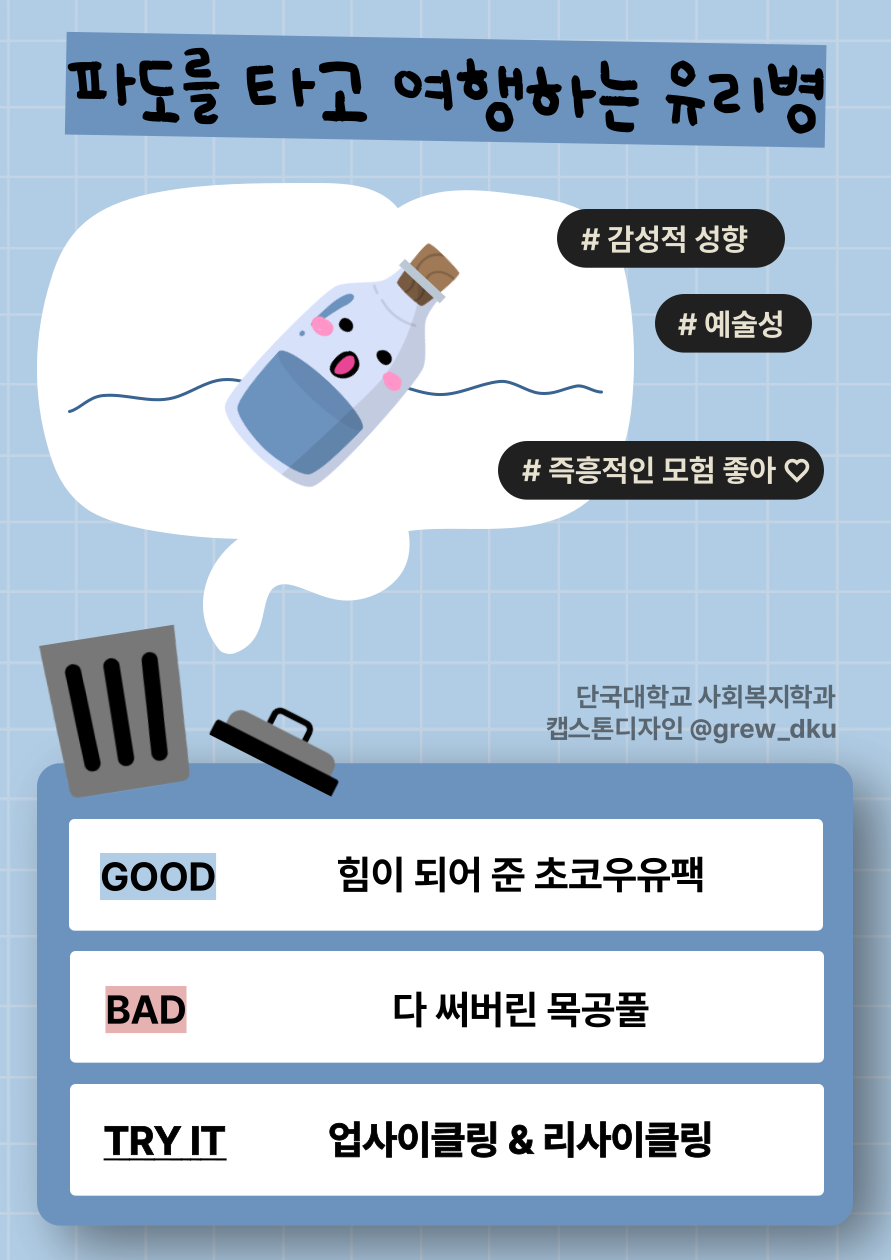 파도를 타고 여행하는 유리병
# 감성적 성향
# 예술성
# 즉흥적인 모험 좋아 ♡
단국대학교 사회복지학과
캡스톤디자인 @grew_dku
GOOD 힘이 되어 준 초코우유팩
BAD 다 써버린 목공풀
TRY IT 업사이클링 & 리사이클링